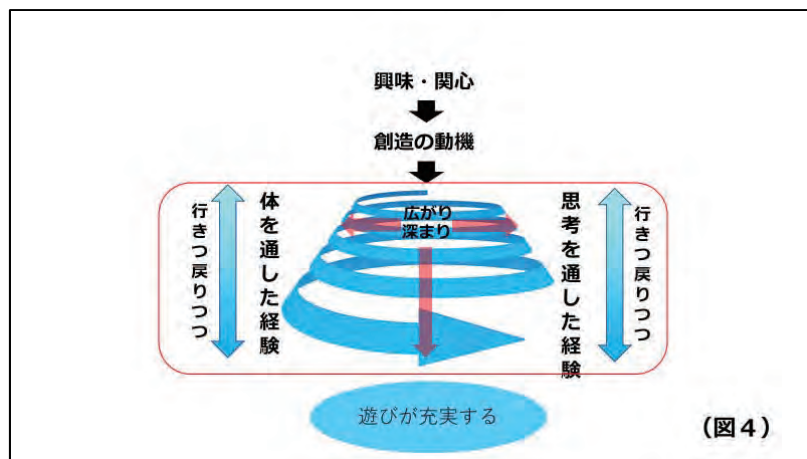 興味・関心
創造の動機
行きつ戻りつつ
体を通した経験
広がり
深まり
思考を通した経験
行きつ戻りつつ
遊びが充実する
(図4)